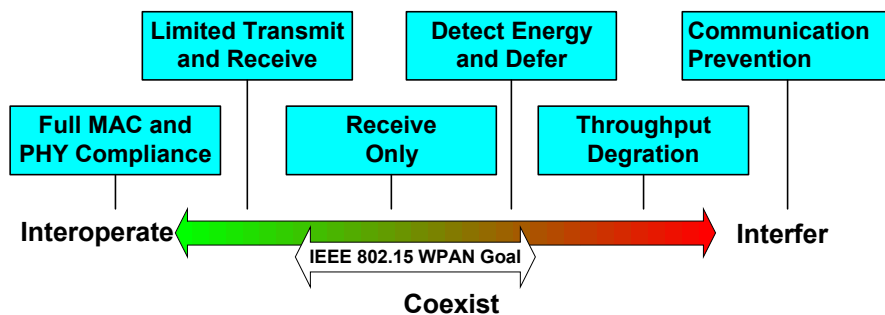 Limited Transmit
and Receive
Detect Energy
and Defer
Communication
Prevention
Full MAC and
PHY Compliance
Receive
Only
Throughput
Degration
Interoperate
Interfer
IEEE 802.15 WPAN Goal
Coexist